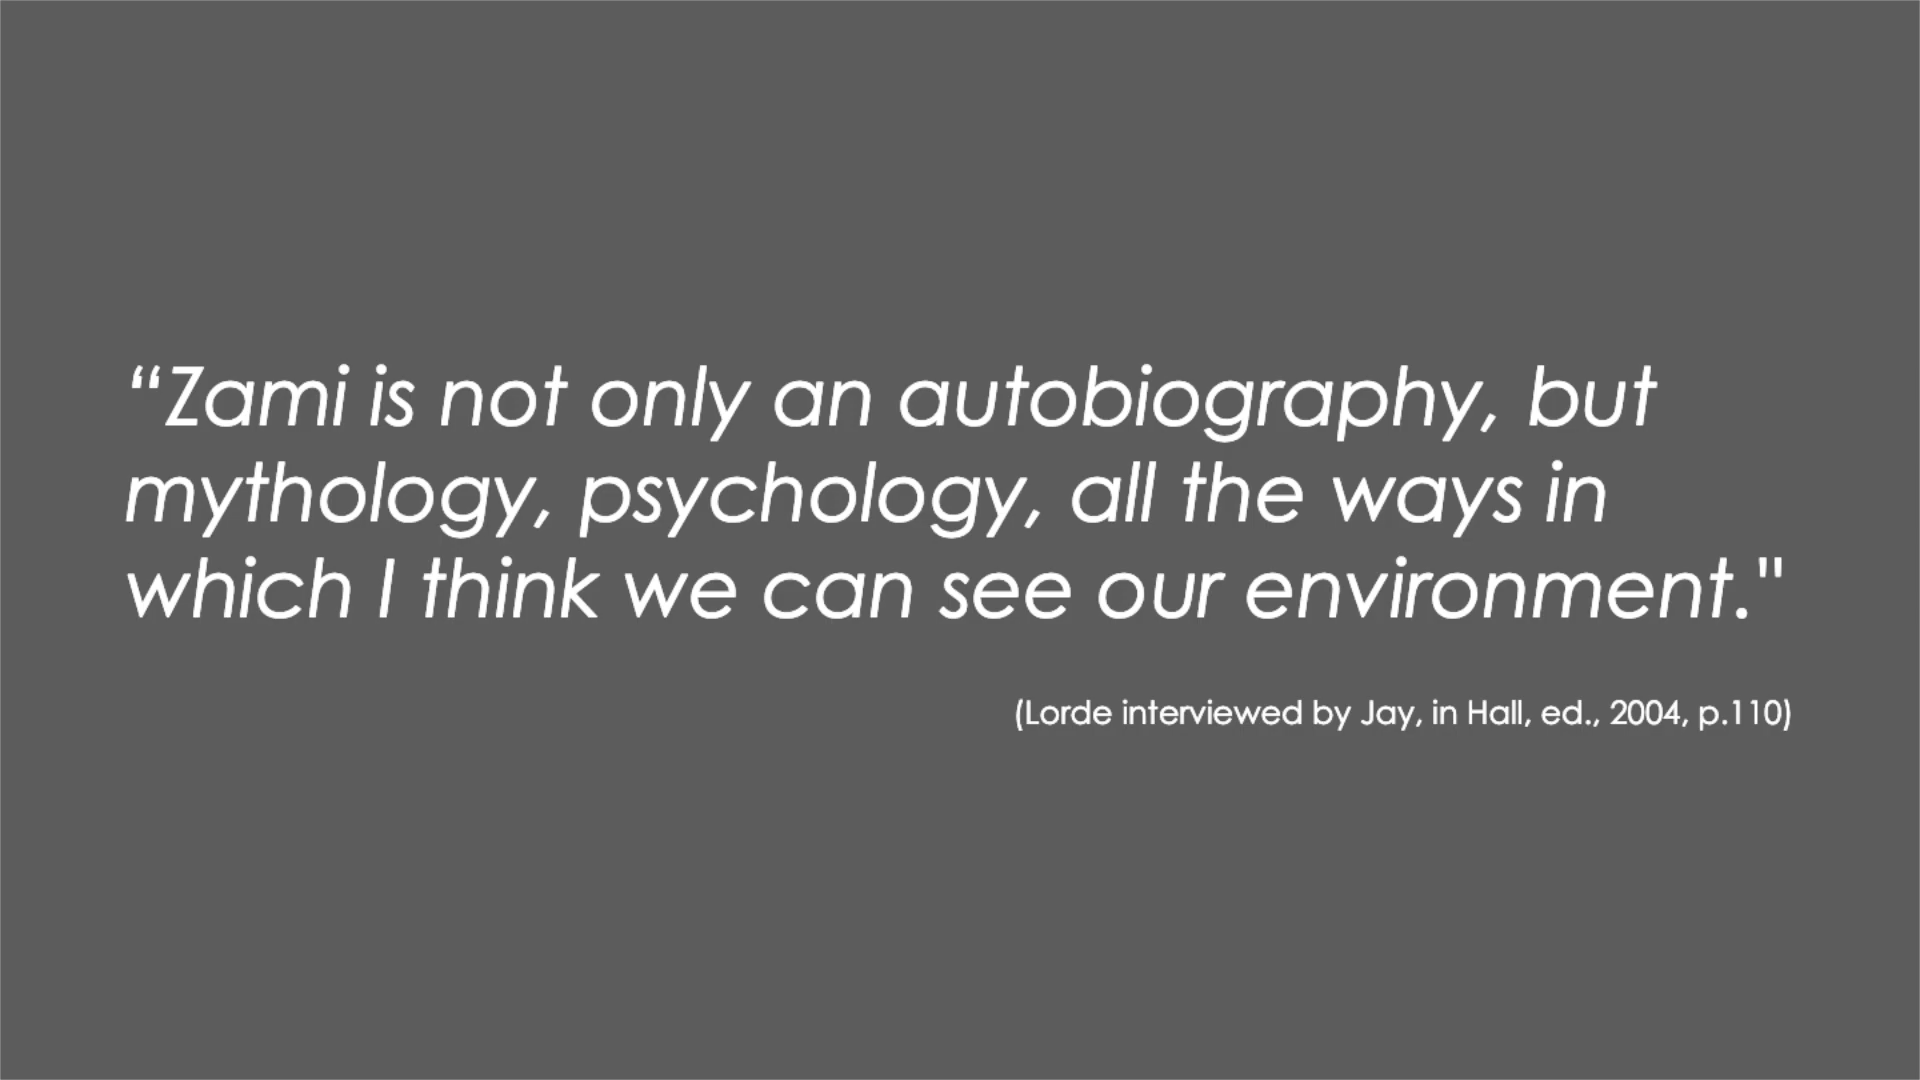 “Zami is not only an autobiography, but
mythology, psychology, all the ways in
which I think we can see our environment."
(Lorde interviewed by Jay, in Hall, ed., 2004, p.110)